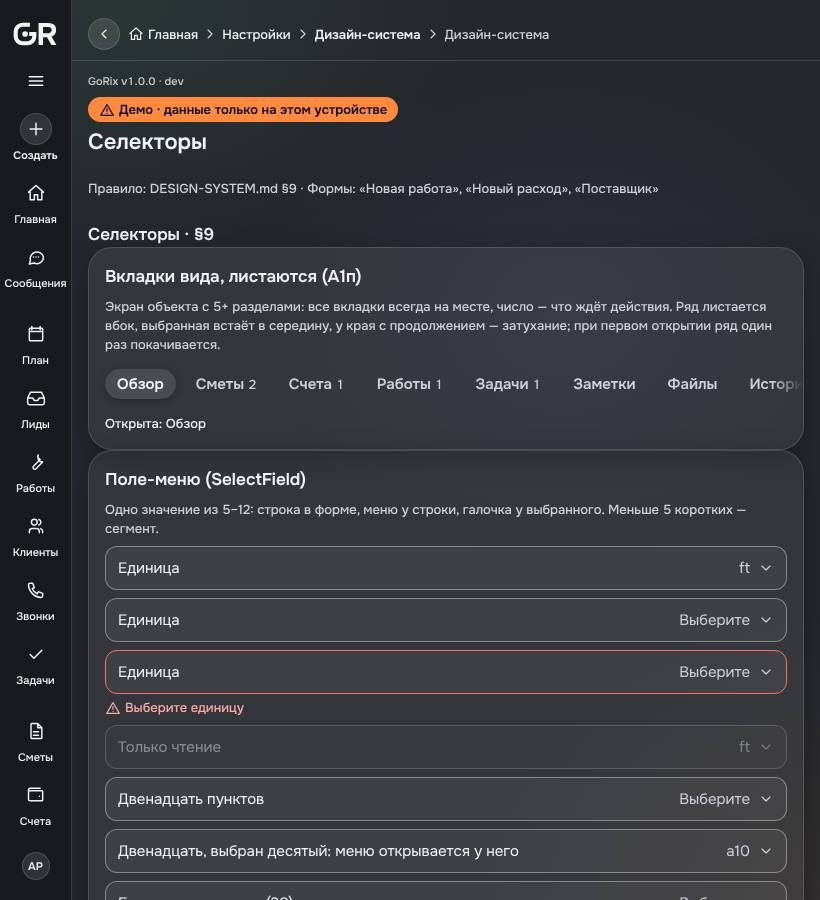 GR
Главная
Настройки
Дизайн-система
Дизайн-система
Создать
Главная
Сообщения
План
Лиды
Работы
Клиенты
Звонки
Задачи
Сметы
Счета
АР
GoRix v1.0.0 · dev
Демо · данные только на этом устройстве
Селекторы
Правило: DESIGN-SYSTEM.md §9 · Формы: «Новая работа», «Новый расход», «Поставщик»
Селекторы · §9
Вкладки вида, листаются (А1п)
Экран объекта с 5+ разделами: все вкладки всегда на месте, число — что ждёт действия. Ряд листается
вбок, выбранная встаёт в середину, у края с продолжением — затухание; при первом открытии ряд один
раз покачивается.
Обзор Сметы 2 Счета 1 Работы 1 Задачи 1 Заметки Файлы
Открыта: Обзор
Поле-меню (SelectField)
Одно значение из 5–12: строка в форме, меню у строки, галочка у выбранного. Меньше 5 коротких —
сегмент.
Единица ft
Единица Выберите
Единица Выберите
Выберите единицу
Только чтение ft
Двенадцать пунктов Выберите
Двенадцать, выбран десятый: меню открывается у него a10